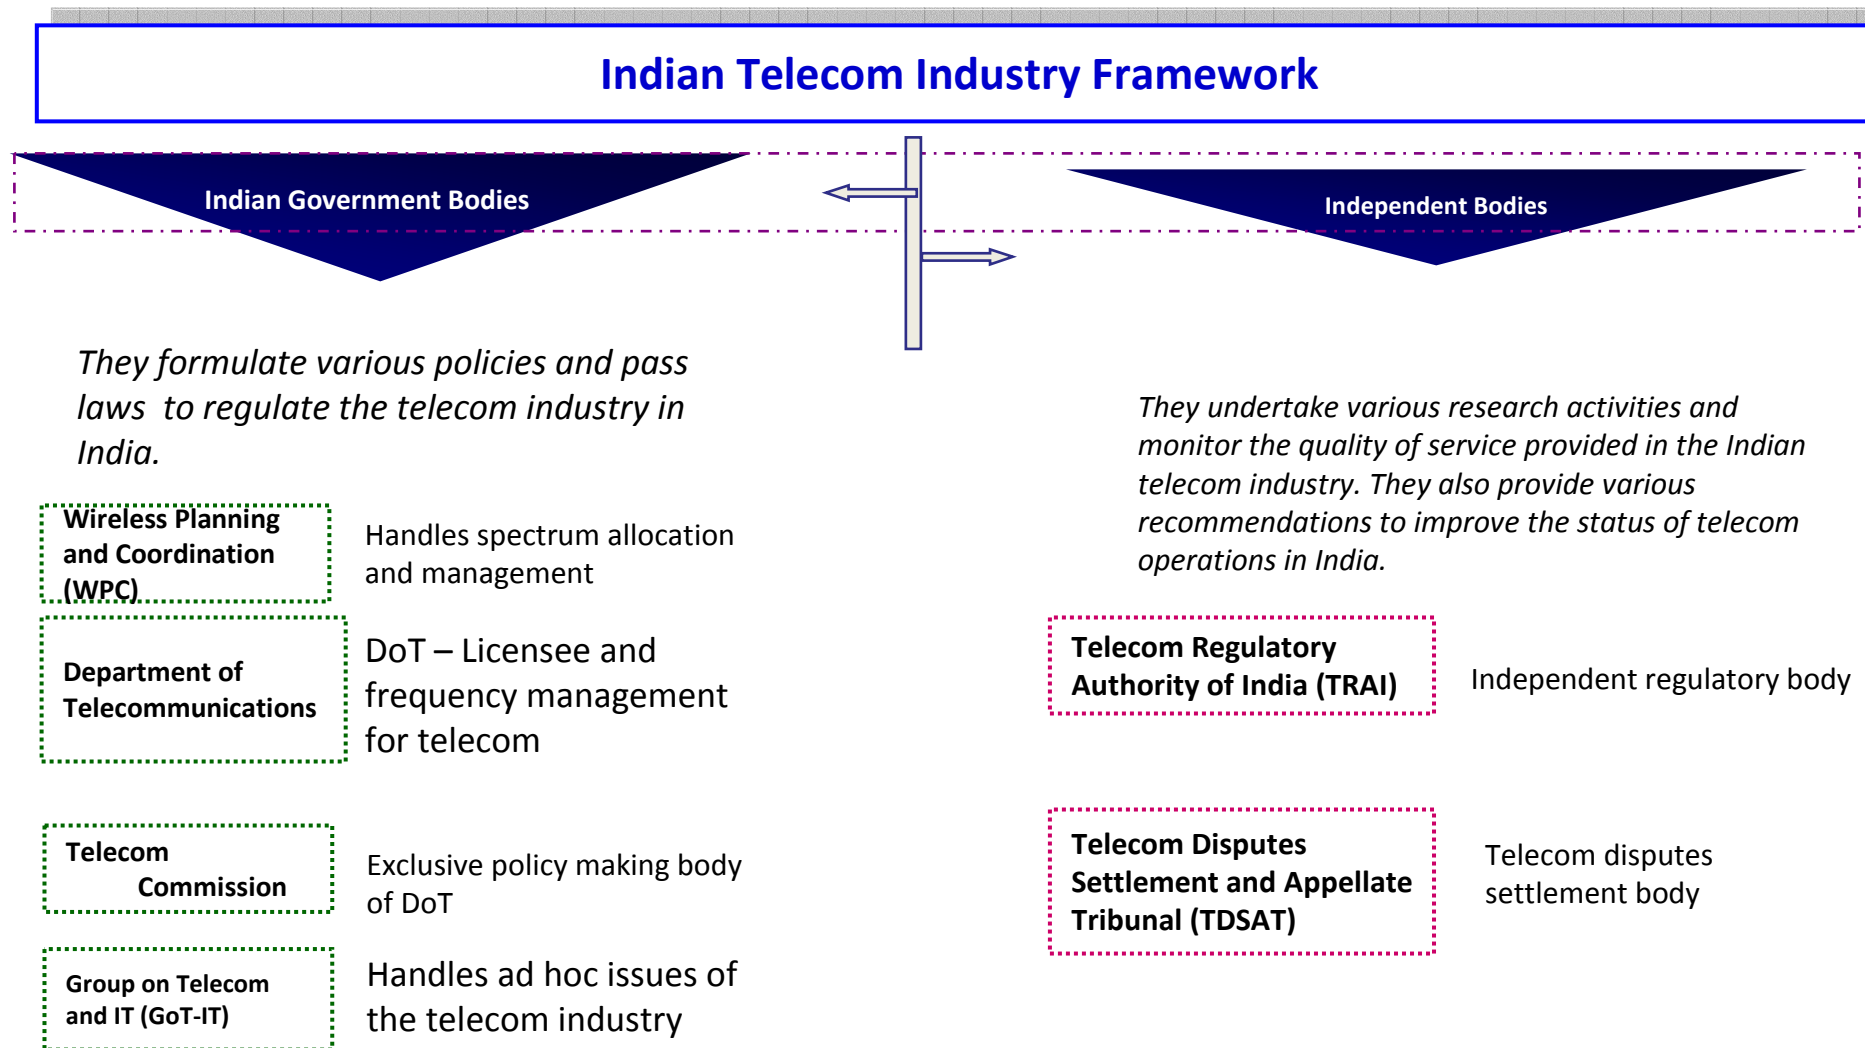 Indian Telecom Industry Framework
Indian Government Bodies
They formulate various policies and pass
laws to regulate the telecom industry in
India.
Wireless Planning
and Coordination
(WPC)
Handles spectrum allocation
and management
Department of
Telecommunications
DoT – Licensee and
frequency management
for telecom
Telecom
Commission
Exclusive policy making body
of DoT
Group on Telecom
and IT (GoT-IT)
Handles ad hoc issues of
the telecom industry
Independent Bodies
They undertake various research activities and
monitor the quality of service provided in the Indian
telecom industry. They also provide various
recommendations to improve the status of telecom
operations in India.
Telecom Regulatory
Authority of India (TRAI)
Independent regulatory body
Telecom Disputes
Settlement and Appellate
Tribunal (TDSAT)
Telecom disputes
settlement body